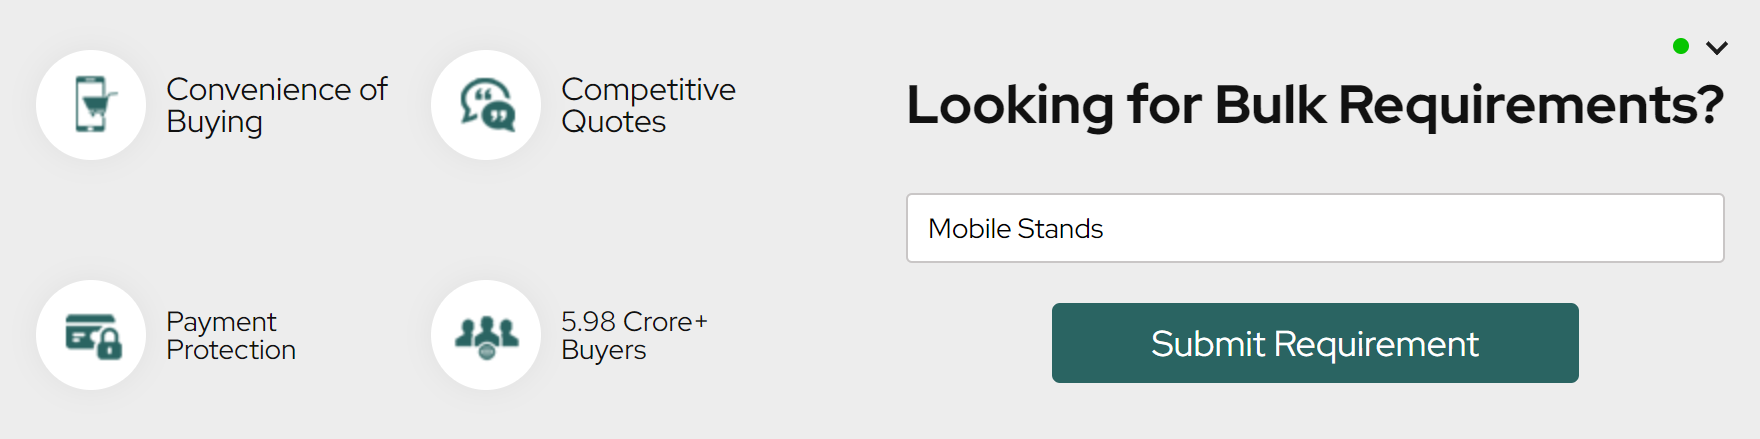 Convenience of
Buying
Competitive
Quotes
Payment
Protection
5.98 Crore+
Buyers
Looking for Bulk Requirements?
Mobile Stands
Submit Requirement